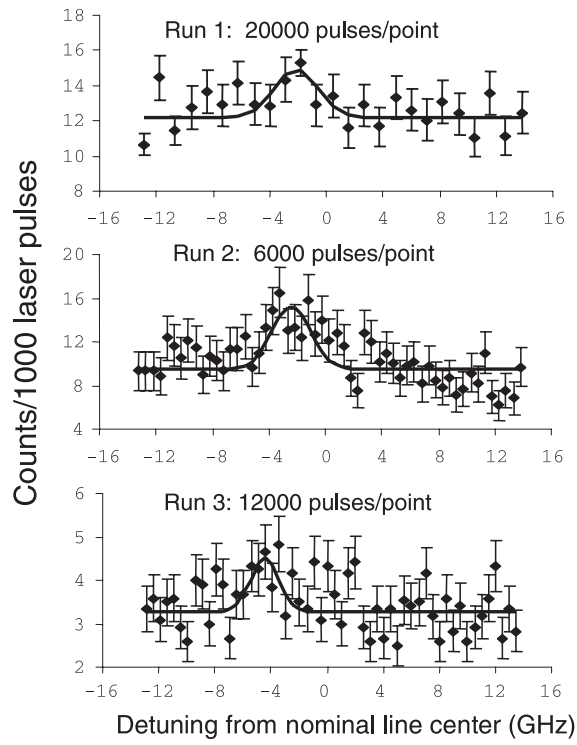 Counts/1000 laser pulses
Run 1: 20000 pulses/point
18
16
14
12
10
8
-16 -12 -8 -4 0 4 8 12 16
Run 2: 6000 pulses/point
20
16
12
8
4
-16 -12 -8 -4 0 4 8 12 16
Run 3: 12000 pulses/point
6
5
4
3
2
-16 -12 -8 -4 0 4 8 12 16
Detuning from nominal line center (GHz)